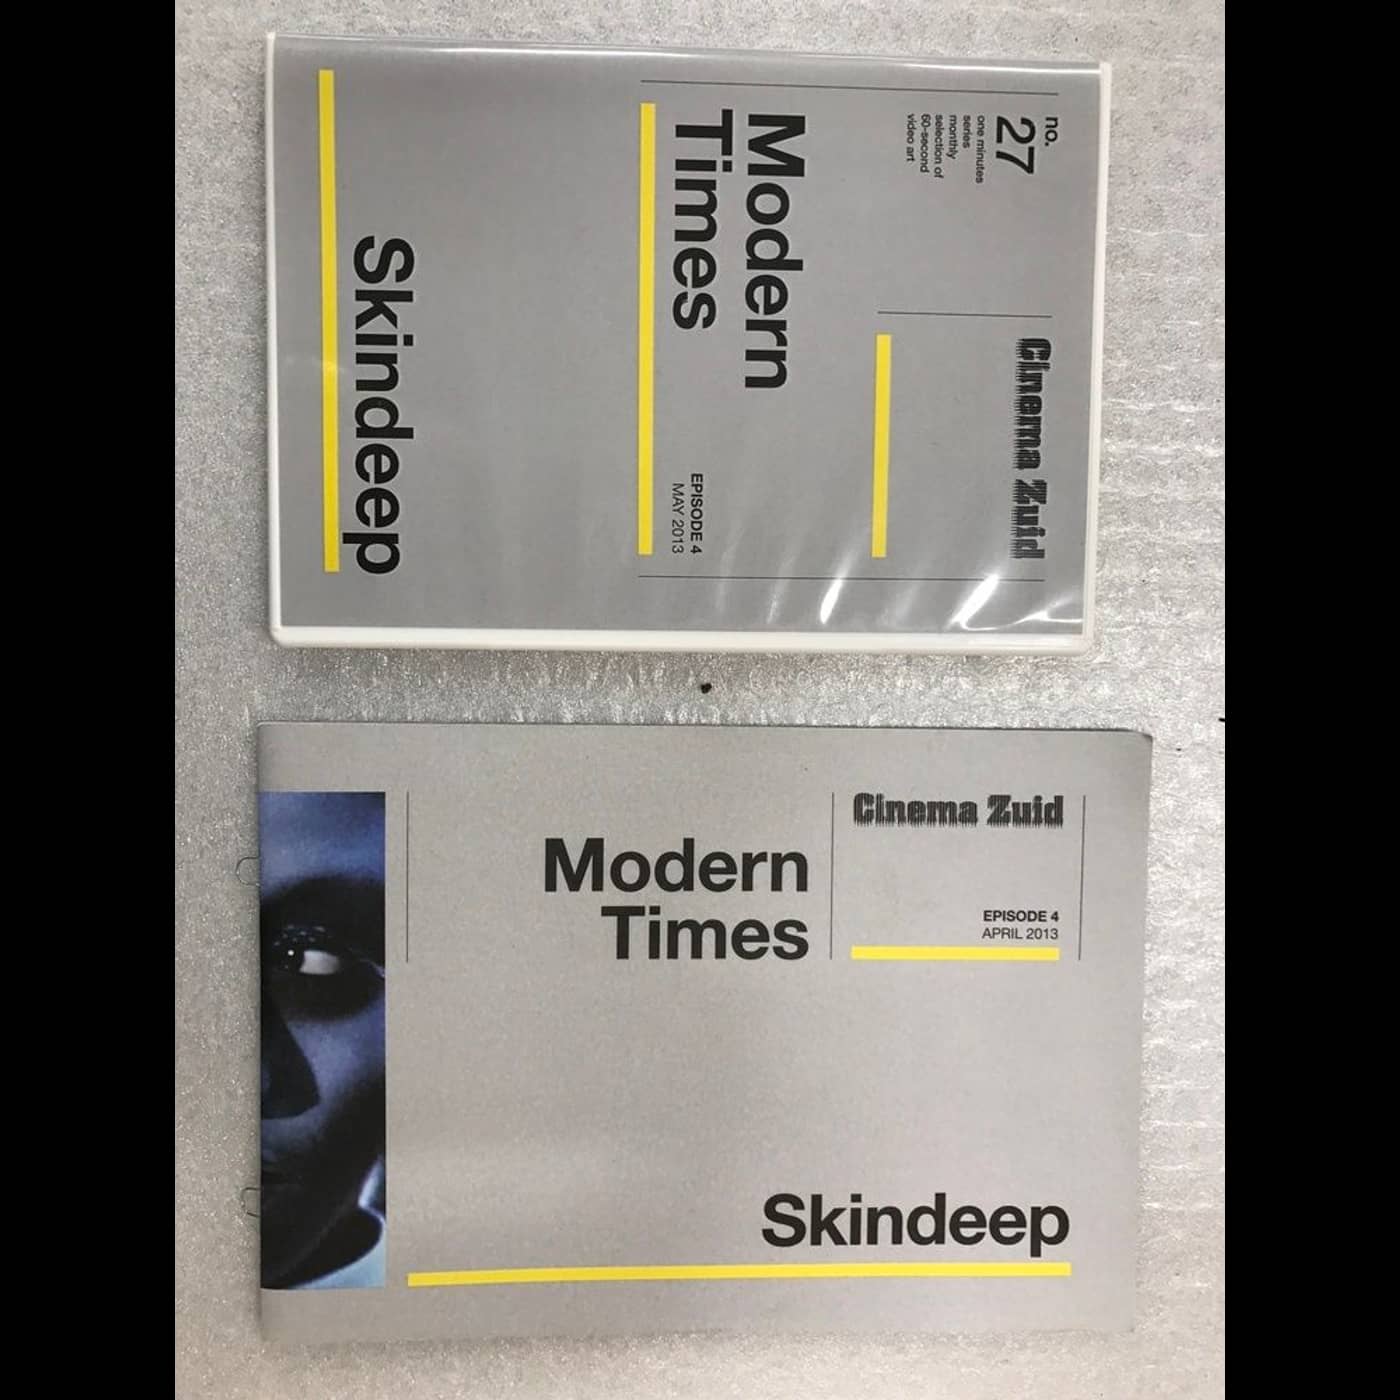 no.
27
one minutes
series
monthly
selection of
60-second
video art
Cinema Zuid
Modern
Times
EPISODE 4
MAY 2013
Skindeep
Cinema Zuid
Modern
Times
EPISODE 4
APRIL 2013
Skindeep